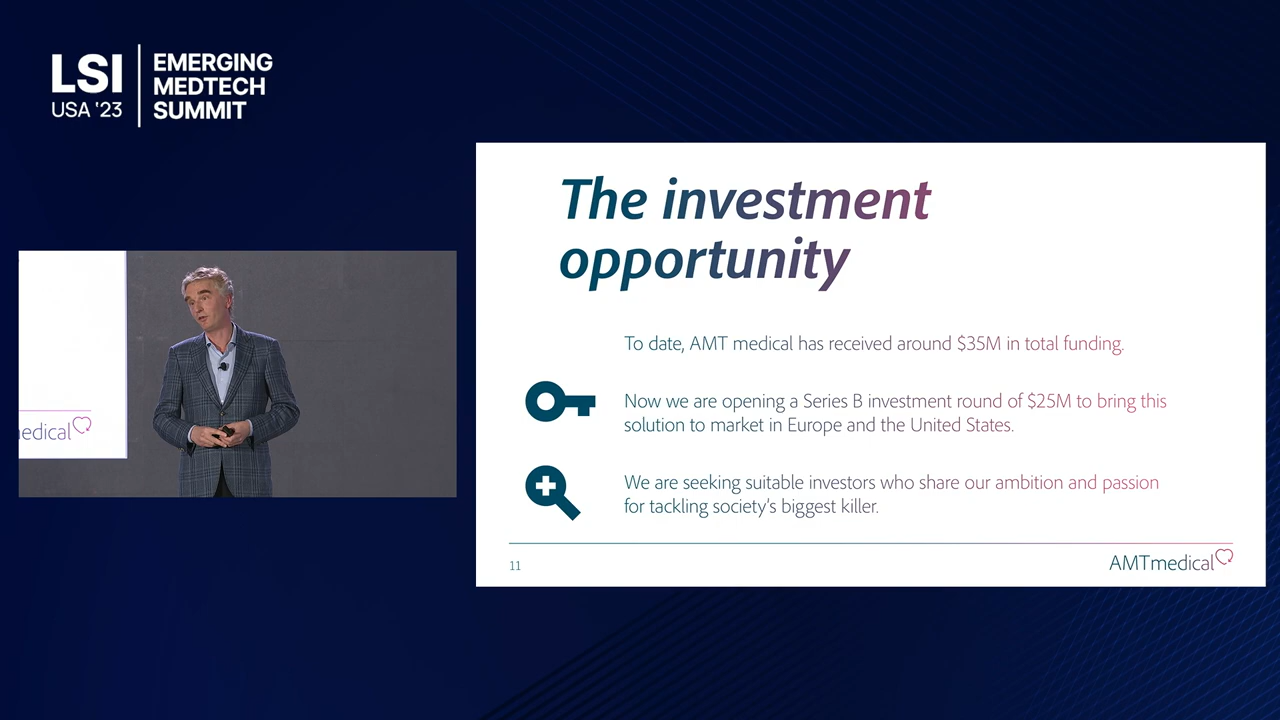 LSI
USA '23
EMERGING
MEDTECH
SUMMIT
The investment
opportunity
To date, AMT medical has received around $35M in total funding.
Now we are opening a Series B investment round of $25M to bring this
solution to market in Europe and the United States.
We are seeking suitable investors who share our ambition and passion
for tackling society’s biggest killer.
11
AMTmedical
edical